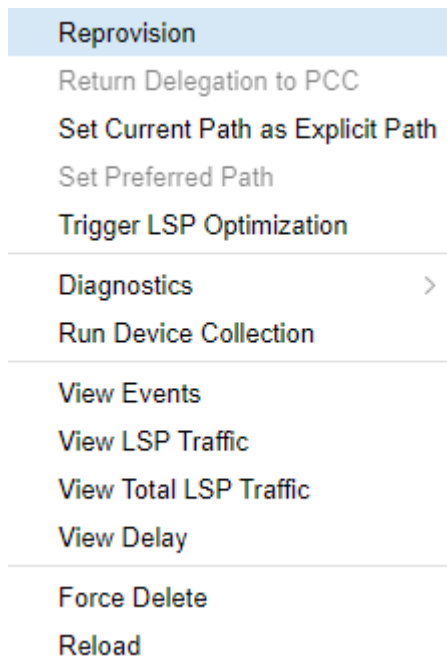 Reprovision
Return Delegation to PCC
Set Current Path as Explicit Path
Set Preferred Path
Trigger LSP Optimization
Diagnostics
Run Device Collection
View Events
View LSP Traffic
View Total LSP Traffic
View Delay
Force Delete
Reload